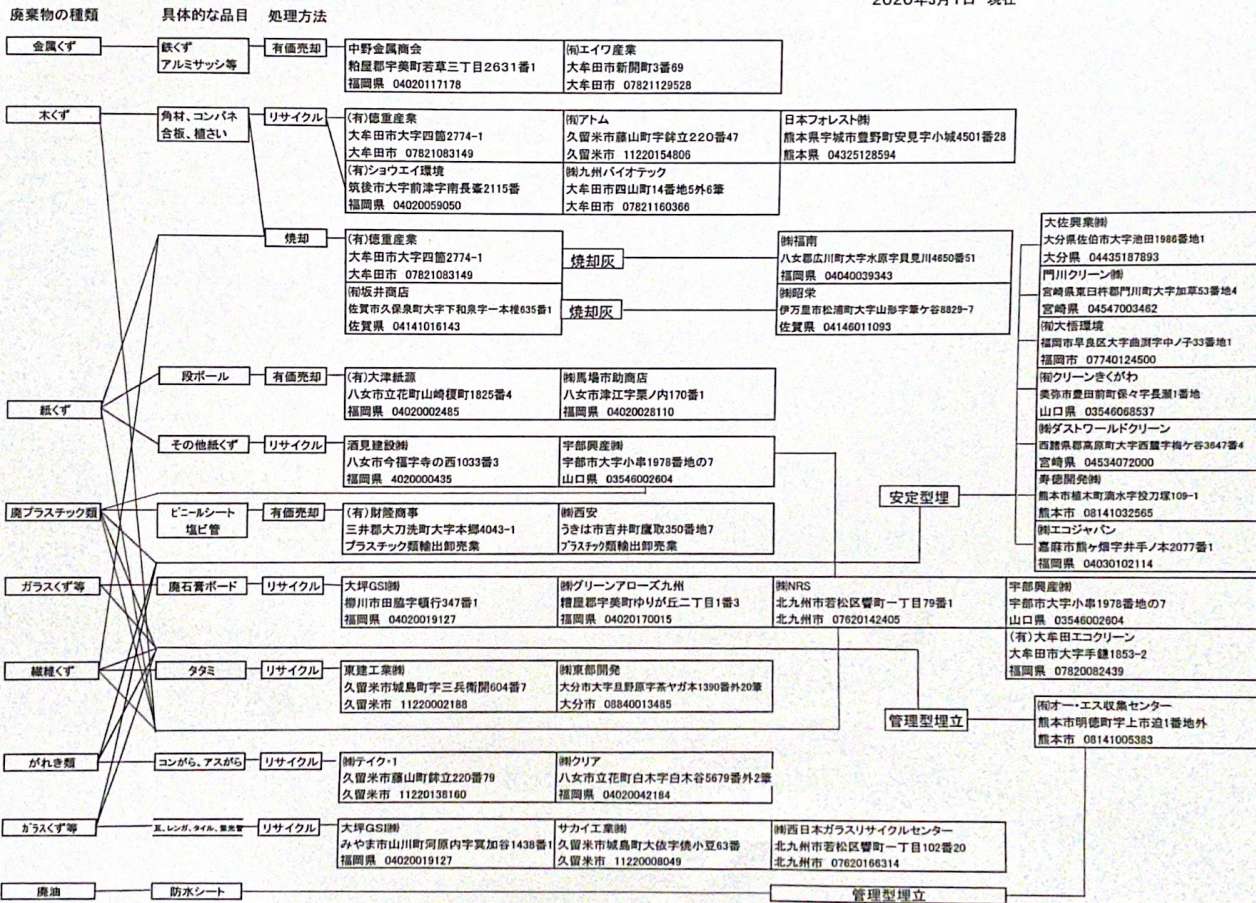 2020年3月1日 現在
廃棄物の種類 具体的な品目 処理方法
金属くず
鉄くず
アルミサッシ等
有価売却
中野金属商会
粕屋郡宇美町若草三丁目2631番1
福岡県 04020117178
㈲エイワ産業
大牟田市新開町3番69
大牟田市 07821129528
木くず
角材、コンパネ
合板、植さい
リサイクル
(有)徳重産業
大牟田市大字四箇2774-1
大牟田市 07821083149
㈲アトム
久留米市藤山町字鉾立220番47
久留米市 11220154806
日本フォレスト㈱
熊本県宇城市豊野町安見字小城4501番28
熊本県 04325128594
(有)ショウエイ環境
筑後市大字前津字南長峯2115番
福岡県 04020059050
㈱九州バイオテック
大牟田市四山町14番地5外6筆
大牟田市 07821160366
焼却
(有)徳重産業
大牟田市大字四箇2774-1
大牟田市 07821083149
焼却灰
㈱福南
八女郡広川町大字水原字貝見川4650番51
福岡県 04040039343
㈲坂井商店
佐賀市久保泉町大字下和泉字一本椎635番1
佐賀県 04141016143
焼却灰
㈱昭栄
伊万里市松浦町大字山形字筆ケ谷8829-7
佐賀県 04146011093
大佐興業㈱
大分県佐伯市大字池田1986番地1
大分県 04435187893
門川クリーン㈱
宮崎県東臼杵郡門川町大字加草53番地4
宮崎県 04547003462
㈲大悟環境
福岡市早良区大字曲渕字中ノ子33番地1
福岡市 07740124500
㈲クリーンきくがわ
美弥市豊田前町保々字長瀬1番地
山口県 03546068537
㈱ダストワールドクリーン
西諸県郡高原町大字西麓字梅ケ谷3647番4
宮崎県 04534072000
寿徳開発㈱
熊本市植木町滴水字投刀塚109-1
熊本市 08141032565
㈱エコジャパン
嘉麻市熊ヶ畑字井手ノ本2077番1
福岡県 04030102114
安定型埋
紙くず
段ボール
有価売却
(有)大津紙源
八女市立花町山崎榎町1825番4
福岡県 04020002485
㈱馬場市助商店
八女市津江字栗ノ内170番1
福岡県 04020028110
その他紙くず
リサイクル
酒見建設㈱
八女市今福字寺の西1033番3
福岡県 4020000435
宇部興産㈱
宇部市大字小串1978番地の7
山口県 03546002604
廃プラスチック類
ビニールシート
塩ビ管
有価売却
(有)財隆商事
三井郡大刀洗町大字本郷4043-1
プラスチック類輸出卸売業
㈱西安
うきは市吉井町鷹取350番地7
プラスチック類輸出卸売業
ガラスくず等
廃石膏ボード
リサイクル
大坪GSI㈱
柳川市田脇字頓行347番1
福岡県 04020019127
㈱グリーンアローズ九州
糟屋郡宇美町ゆりが丘二丁目1番3
福岡県 04020170015
㈱NRS
北九州市若松区響町一丁目79番1
北九州市 07620142405
宇部興産㈱
宇部市大字小串1978番地の7
山口県 03546002604
(有)大牟田エコクリーン
大牟田市大字手鎌1853-2
福岡県 07820082439
繊維くず
タタミ
リサイクル
東建工業㈱
久留米市城島町字三兵衛開604番7
久留米市 11220002188
㈱東部開発
大分市大字旦野原字茶ヤガ本1390番外20筆
大分市 08840013485
管理型埋立
㈲オー・エス収集センター
熊本市明徳町字上市迫1番地外
熊本市 08141005383
がれき類
コンがら、アスがら
リサイクル
㈱テイク・1
久留米市藤山町鉾立220番79
久留米市 11220138160
㈱クリア
八女市立花町白木字白木谷5679番外2筆
福岡県 04020042184
ガラスくず等
瓦、レンガ、タイル、蛍光管
リサイクル
大坪GSI㈱
みやま市山川町河原内字冥加谷1438番1
福岡県 04020019127
サカイ工業㈱
久留米市城島町大依字焼小豆63番
久留米市 11220008049
㈱西日本ガラスリサイクルセンター
北九州市若松区響町一丁目102番20
北九州市 07620166314
廃油
防水シート
管理型埋立